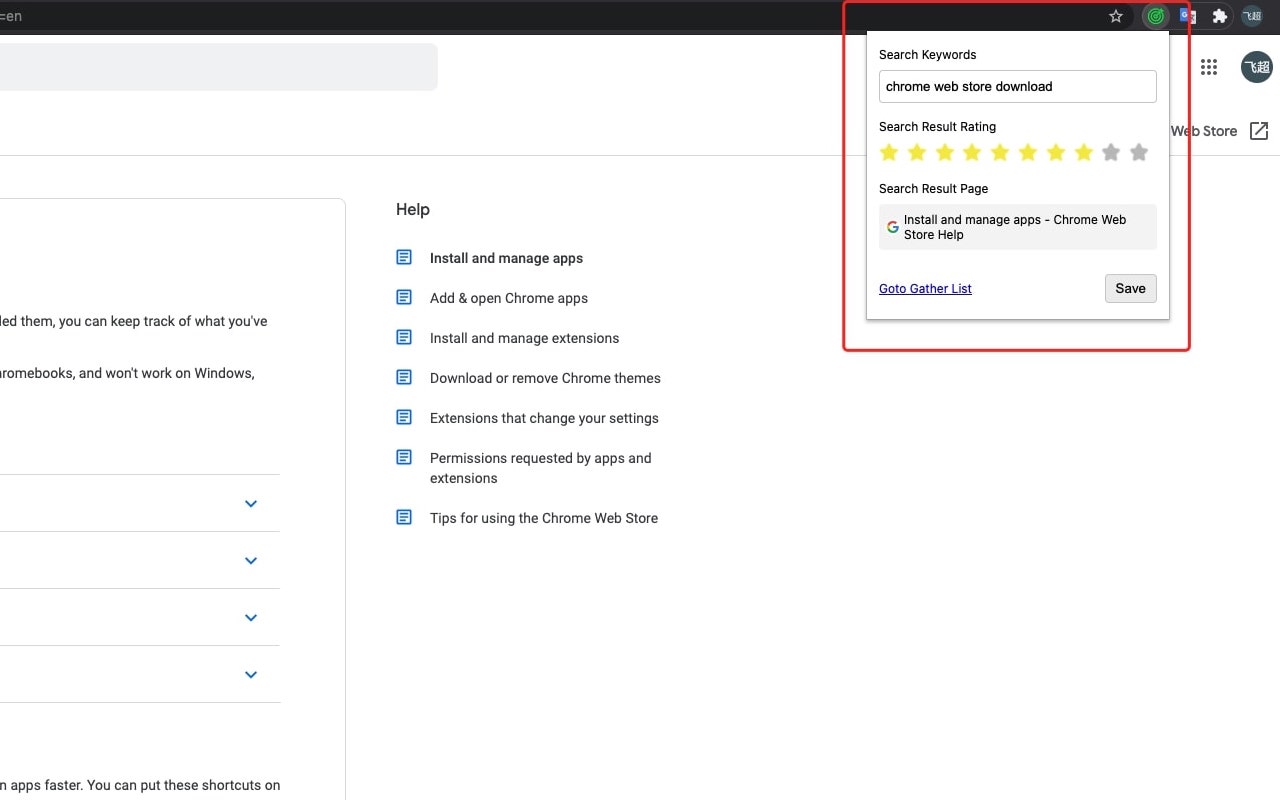 =en
飞超
Search Keywords
chrome web store download
飞超
Search Result Rating
Web Store
Search Result Page
Install and manage apps - Chrome Web
Store Help
Goto Gather List
Save
Help
Install and manage apps
Add & open Chrome apps
Install and manage extensions
Download or remove Chrome themes
Extensions that change your settings
Permissions requested by apps and
extensions
Tips for using the Chrome Web Store
ded them, you can keep track of what you've
hromebooks, and won't work on Windows,
n apps faster. You can put these shortcuts on